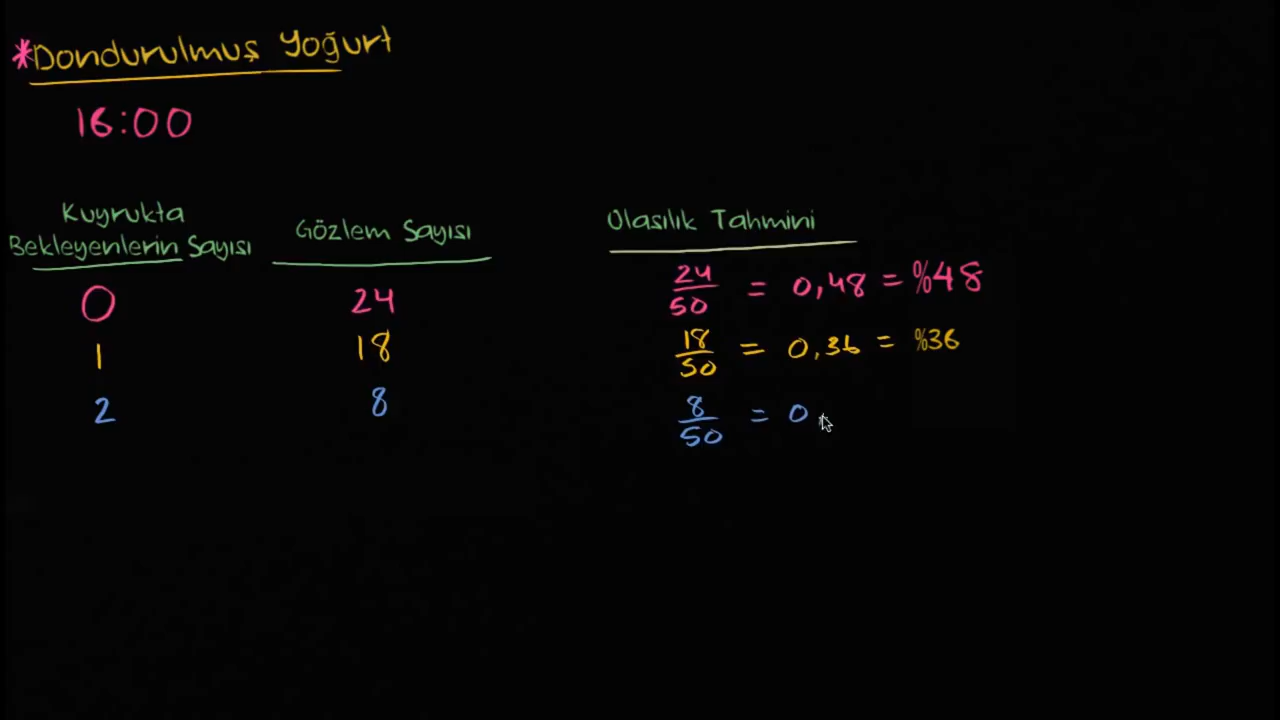 *Dondurulmuş Yoğurt
16:00
Kuyrukta Bekleyenlerin Sayısı
Gözlem Sayısı
Olasılık Tahmini
0 24 24/50 = 0,48 = %48
1 18 18/50 = 0,36 = %36
2 8 8/50 = 0